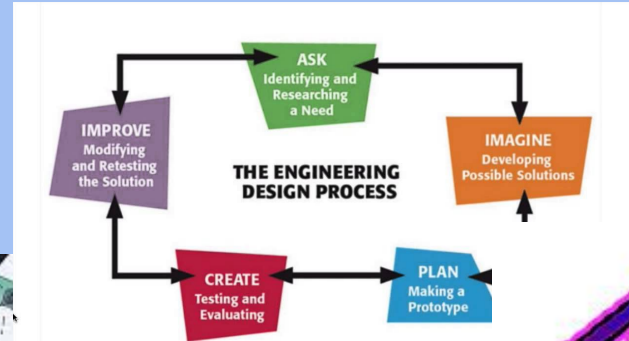 ASK
Identifying and
Researching
a Need
IMAGINE
Developing
Possible Solutions
PLAN
Making a
Prototype
CREATE
Testing and
Evaluating
IMPROVE
Modifying
and Retesting
the Solution
THE ENGINEERING
DESIGN PROCESS